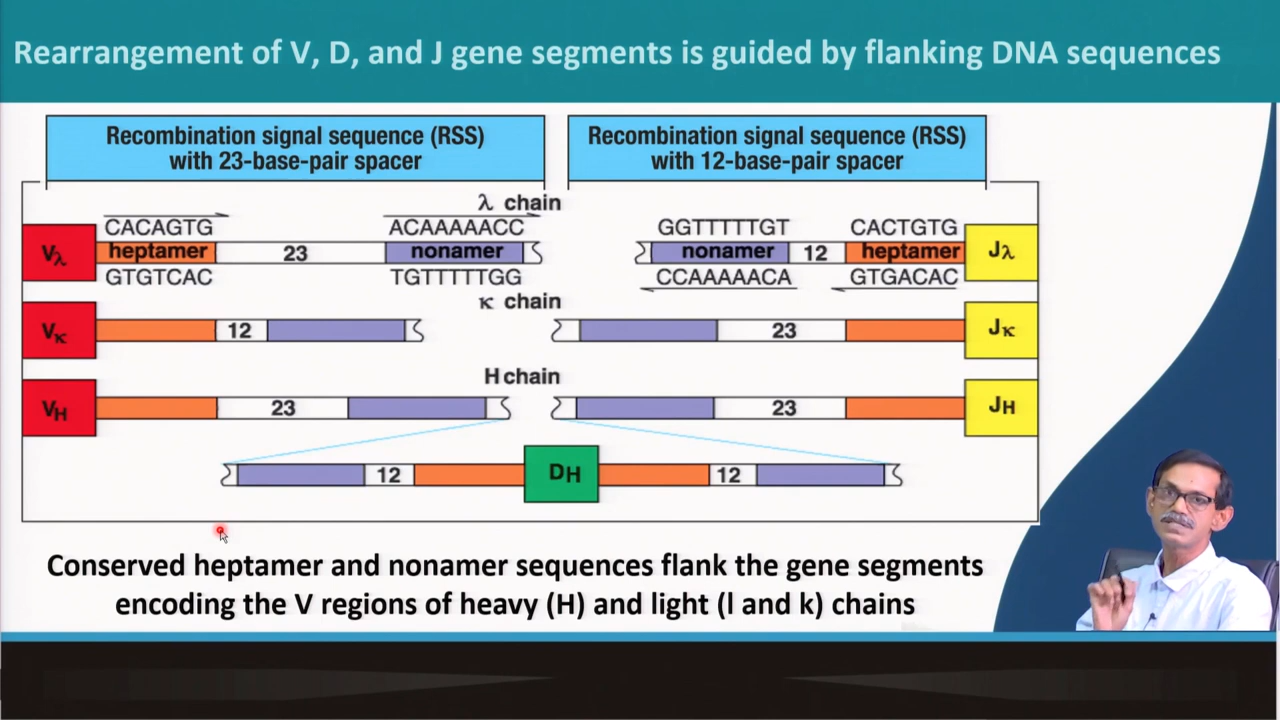 Rearrangement of V, D, and J gene segments is guided by flanking DNA sequences
Recombination signal sequence (RSS)
with 23-base-pair spacer
Recombination signal sequence (RSS)
with 12-base-pair spacer
λ chain
CACAGTG
ACAAAAACC
GGTTTTTGT
CACTGTG
Vλ
heptamer
23
nonamer
nonamer
12
heptamer
Jλ
GTGTCAC
TGTTTTTGG
CCAAAAACA
GTGACAC
κ chain
Vκ
12
23
Jκ
H chain
VH
23
23
JH
12
DH
12
Conserved heptamer and nonamer sequences flank the gene segments
encoding the V regions of heavy (H) and light (l and k) chains